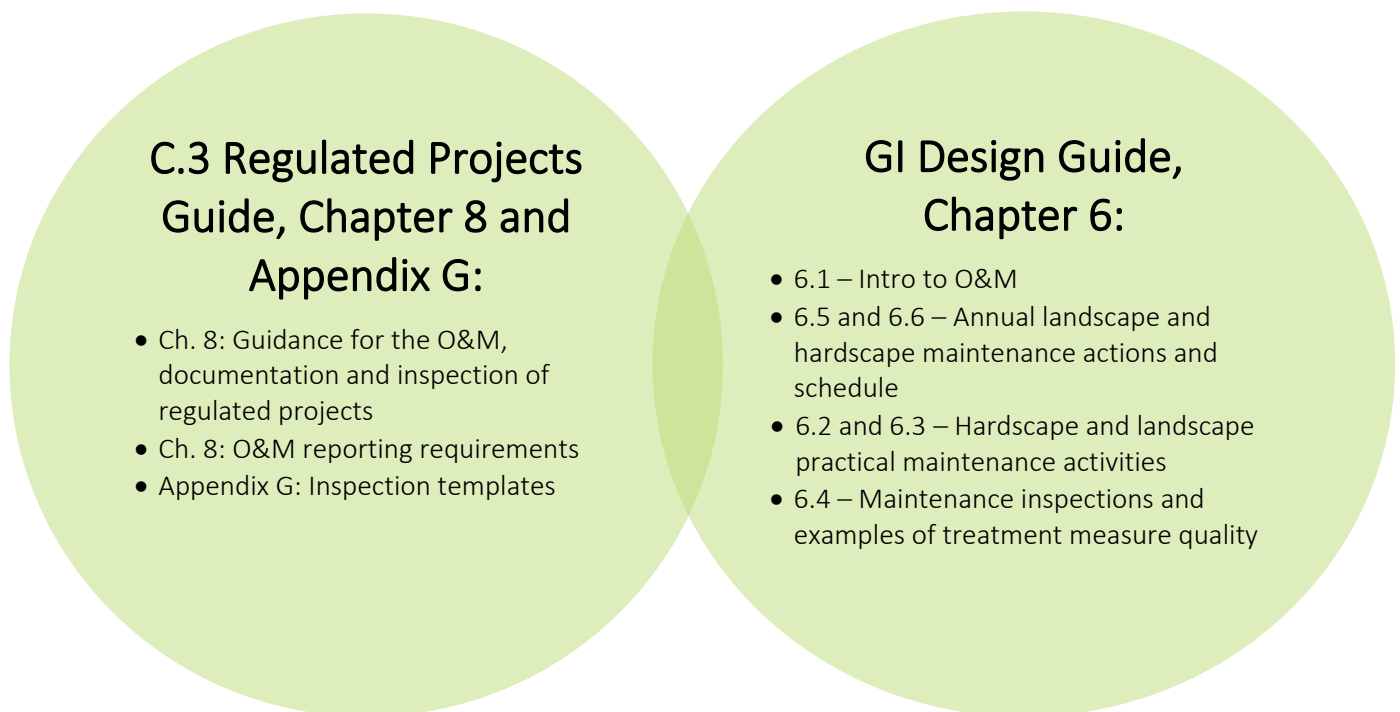 C.3 Regulated Projects
Guide, Chapter 8 and
Appendix G:
• Ch. 8: Guidance for the O&M,
documentation and inspection of
regulated projects
• Ch. 8: O&M reporting requirements
• Appendix G: Inspection templates
GI Design Guide,
Chapter 6:
• 6.1 – Intro to O&M
• 6.5 and 6.6 – Annual landscape and
hardscape maintenance actions and
schedule
• 6.2 and 6.3 – Hardscape and landscape
practical maintenance activities
• 6.4 – Maintenance inspections and
examples of treatment measure quality